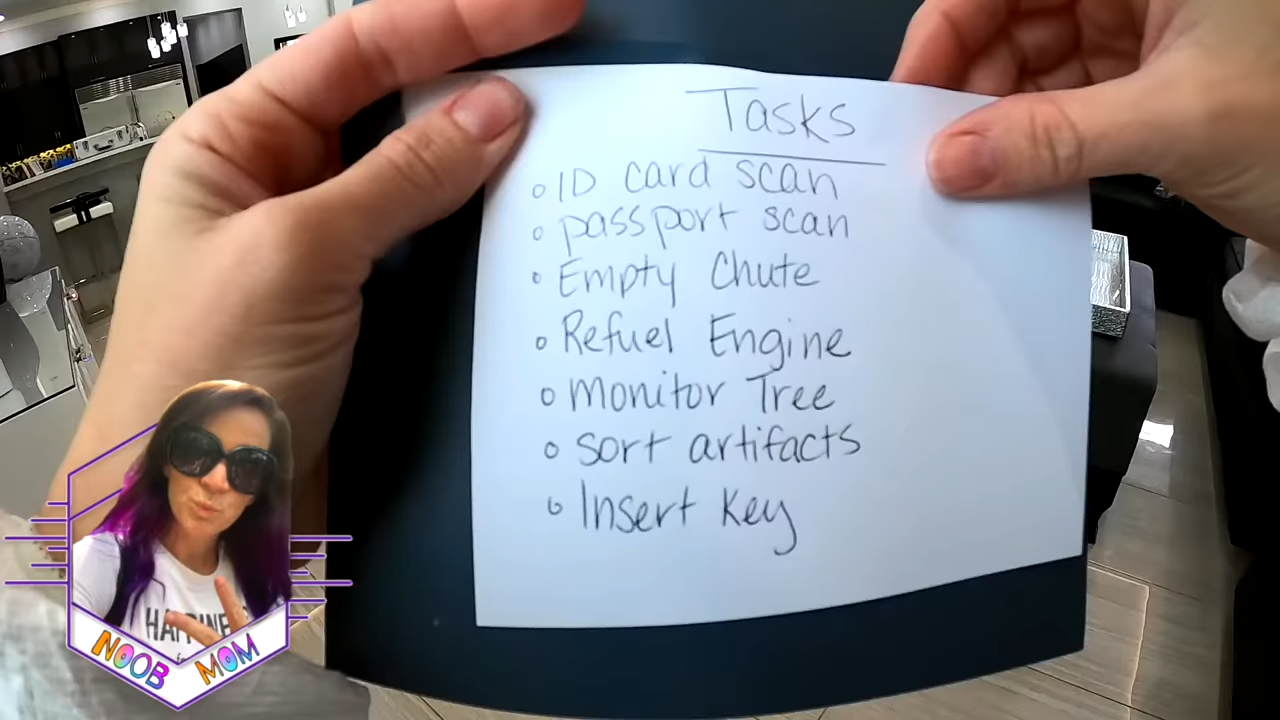 Tasks
ID card scan
passport scan
Empty Chute
Refuel Engine
Monitor Tree
sort artifacts
Insert Key
NOOB MOM